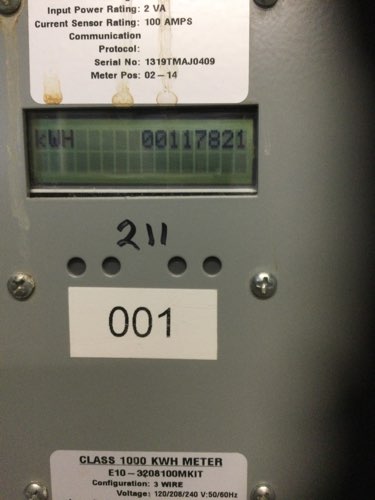 Input Power Rating: 2 VA
Current Sensor Rating: 100 AMPS
Communication
Protocol:
Serial No: 1319TMAJ0409
Meter Pos: 02-14
kWH 00117821
211
001
CLASS 1000 KWH METER
E10-3208100MKIT
Configuration: 3 WIRE
Voltage: 120/208/240 V:50/60Hz